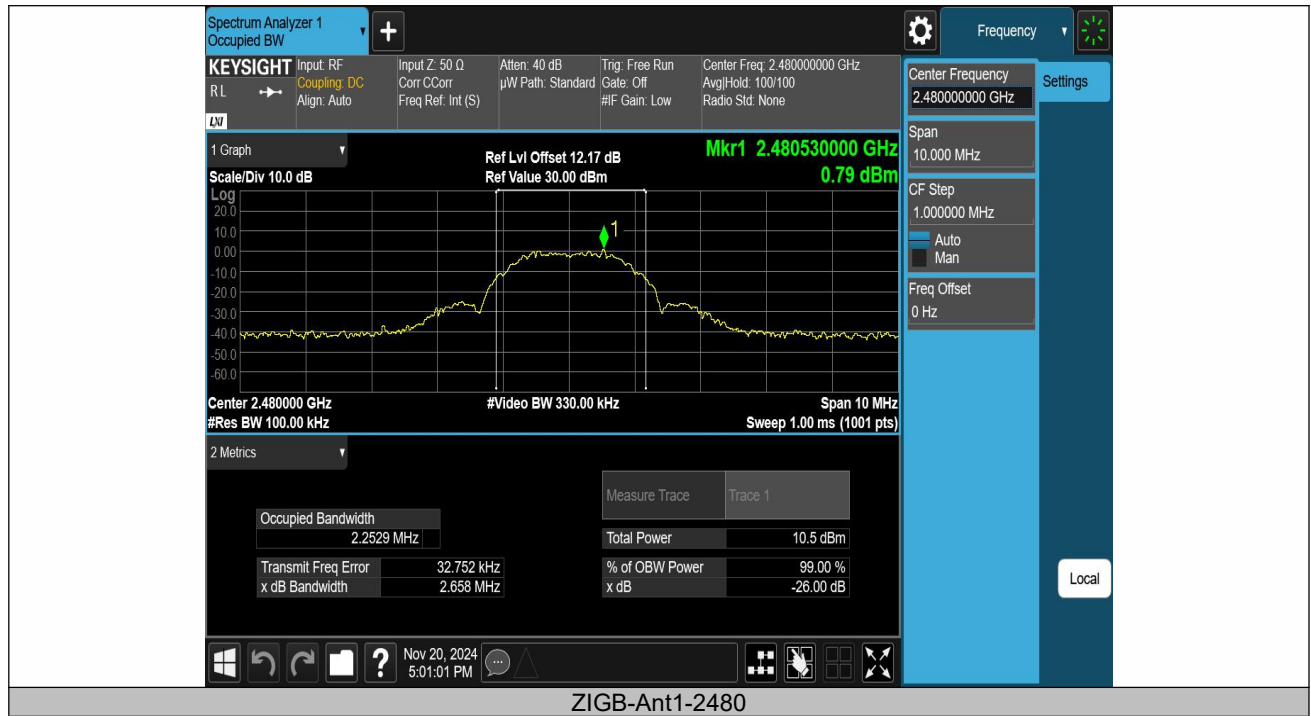 Spectrum Analyzer 1
Occupied BW
Frequency
KEYSIGHT
R L
LXI
Input: RF
Coupling: DC
Align: Auto
Input Z: 50 Ω
Corr CCorr
Freq Ref: Int (S)
Atten: 40 dB
µW Path: Standard
Trig: Free Run
Gate: Off
#IF Gain: Low
Center Freq: 2.480000000 GHz
Avg|Hold: 100/100
Radio Std: None
Center Frequency
2.480000000 GHz
Settings
Span
10.000 MHz
CF Step
1.000000 MHz
Auto
Man
Freq Offset
0 Hz
Local
1 Graph
Scale/Div 10.0 dB
Ref Lvl Offset 12.17 dB
Ref Value 30.00 dBm
Mkr1 2.480530000 GHz
0.79 dBm
Log
20.0
10.0
0.00
-10.0
-20.0
-30.0
-40.0
-50.0
-60.0
1
Center 2.480000 GHz
#Res BW 100.00 kHz
#Video BW 330.00 kHz
Span 10 MHz
Sweep 1.00 ms (1001 pts)
2 Metrics
Measure Trace Trace 1
Occupied Bandwidth
2.2529 MHz
Total Power 10.5 dBm
Transmit Freq Error 32.752 kHz
% of OBW Power 99.00 %
x dB Bandwidth 2.658 MHz
x dB -26.00 dB
Nov 20, 2024
5:01:01 PM
ZIGB-Ant1-2480